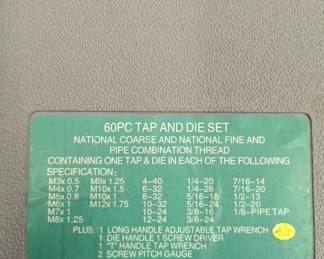 60PC TAP AND DIE SET
NATIONAL COARSE AND NATIONAL FINE AND
PIPE COMBINATION THREAD
CONTAINING ONE TAP & DIE IN EACH OF THE FOLLOWING
SPECIFICATION:
M3x 0.5 M9x 1.25 4–40 1/4–20 7/16–14
M4x 0.7 M10x 1.5 6–32 1/4–28 7/16–20
M5x 0.8 M10x 1 8–32 5/16–18 1/2–13
M6x 1 M12x 1.75 10–32 5/16–24 1/2–20
M7x 1 10–24 3/8–16 1/8–PIPE TAP
M8x 1.25 12–24 3/8–24
PLUS: 1 LONG HANDLE ADJUSTABLE TAP WRENCH
1 DIE HANDLE 1 SCREW DRIVER
1 "T" HANDLE TAP WRENCH
2 SCREW PITCH GAUGE